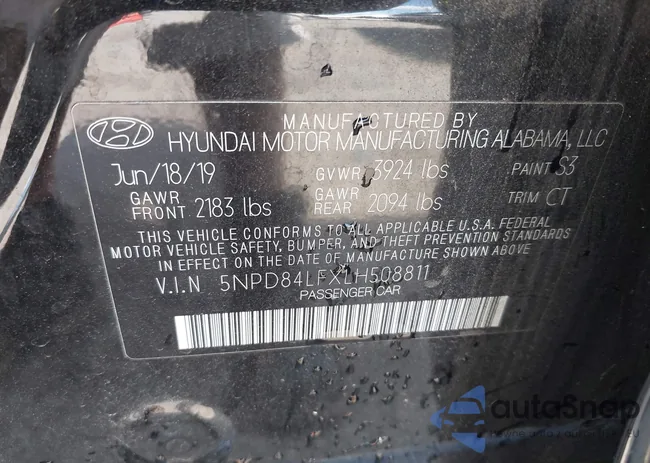 MANUFACTURED BY
HYUNDAI MOTOR MANUFACTURING ALABAMA, LLC
Jun/18/19 GVWR 3924 lbs PAINT S3
GAWR FRONT 2183 lbs GAWR REAR 2094 lbs TRIM CT
THIS VEHICLE CONFORMS TO ALL APPLICABLE U.S.A. FEDERAL
MOTOR VEHICLE SAFETY, BUMPER, AND THEFT PREVENTION STANDARDS
IN EFFECT ON THE DATE OF MANUFACTURE SHOWN ABOVE
V.I.N 5NPD84LFXLH508811
PASSENGER CAR
autoSnap